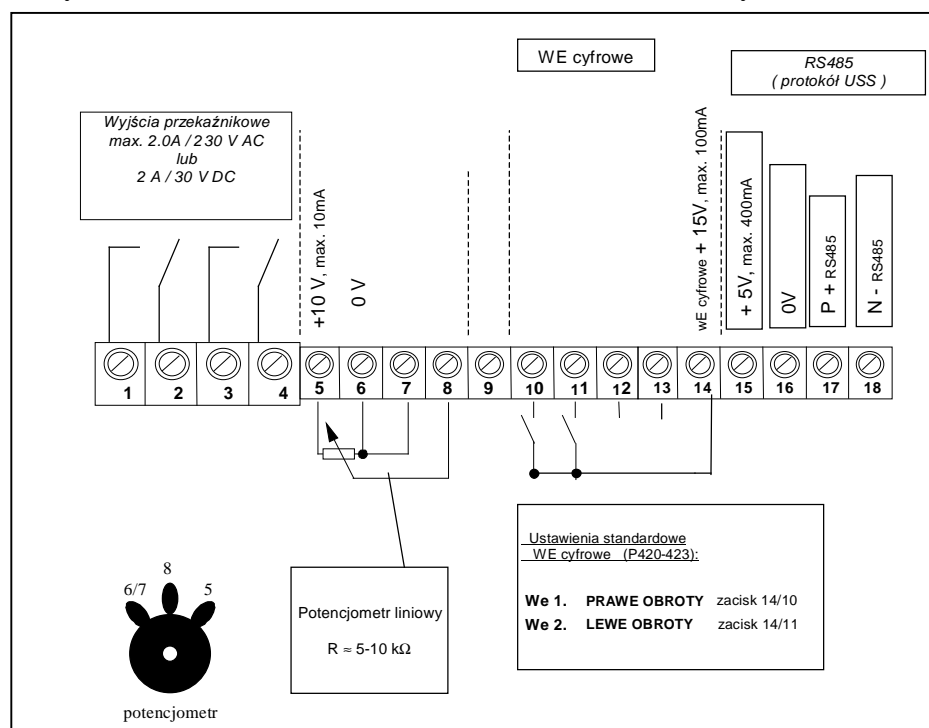 WE cyfrowe
RS485
( protokół USS )
Wyjścia przekaźnikowe
max. 2.0A / 230 V AC
lub
2 A / 30 V DC
+10 V, max. 10mA
0 V
wE cyfrowe + 15V, max. 100mA
+ 5V, max. 400mA
0V
P + RS485
N - RS485
1 2 3 4 5 6 7 8 9 10 11 12 13 14 15 16 17 18
Ustawienia standardowe
WE cyfrowe (P420-423):
We 1. PRAWE OBROTY zacisk 14/10
We 2. LEWE OBROTY zacisk 14/11
Potencjometr liniowy
R ≈ 5-10 kΩ
8
6/7 5
potencjometr